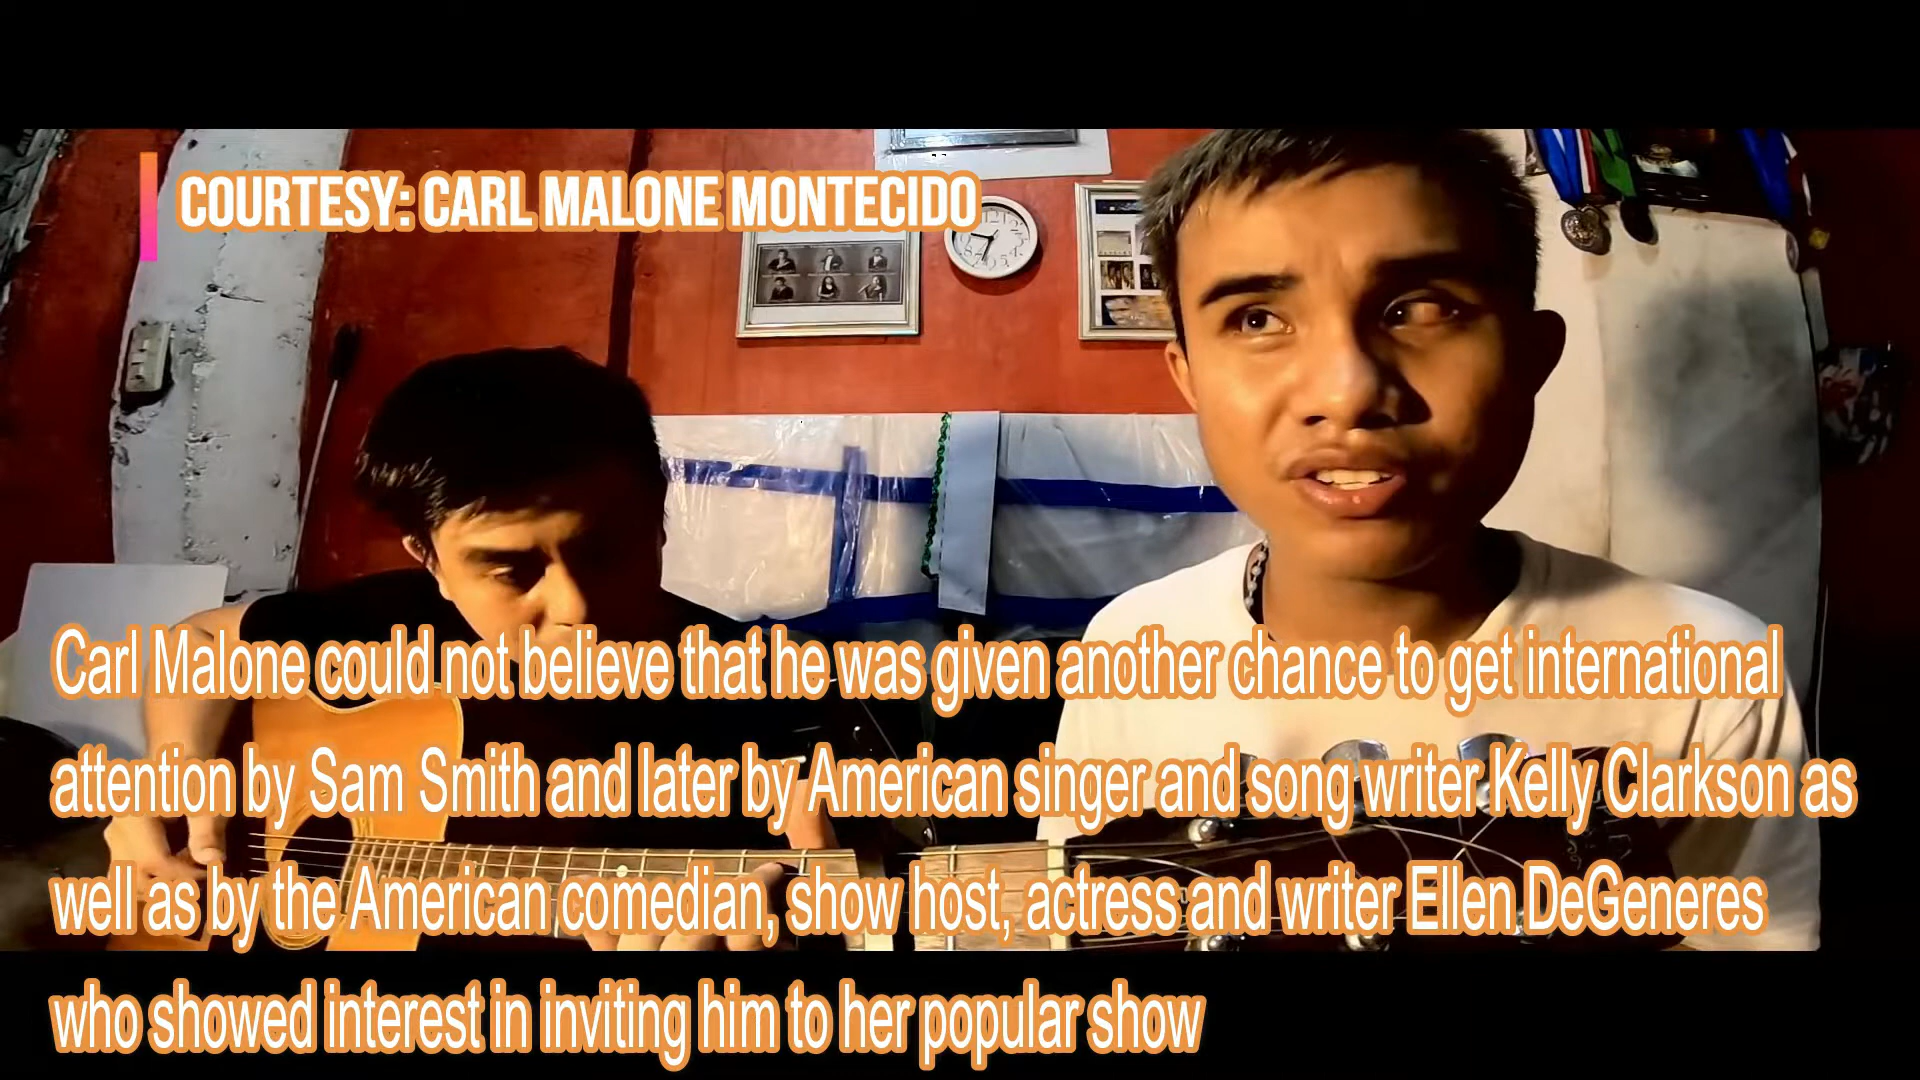 COURTESY: CARL MALONE MONTECIDO
Carl Malone could not believe that he was given another chance to get international
attention by Sam Smith and later by American singer and song writer Kelly Clarkson as
well as by the American comedian, show host, actress and writer Ellen DeGeneres
who showed interest in inviting him to her popular show